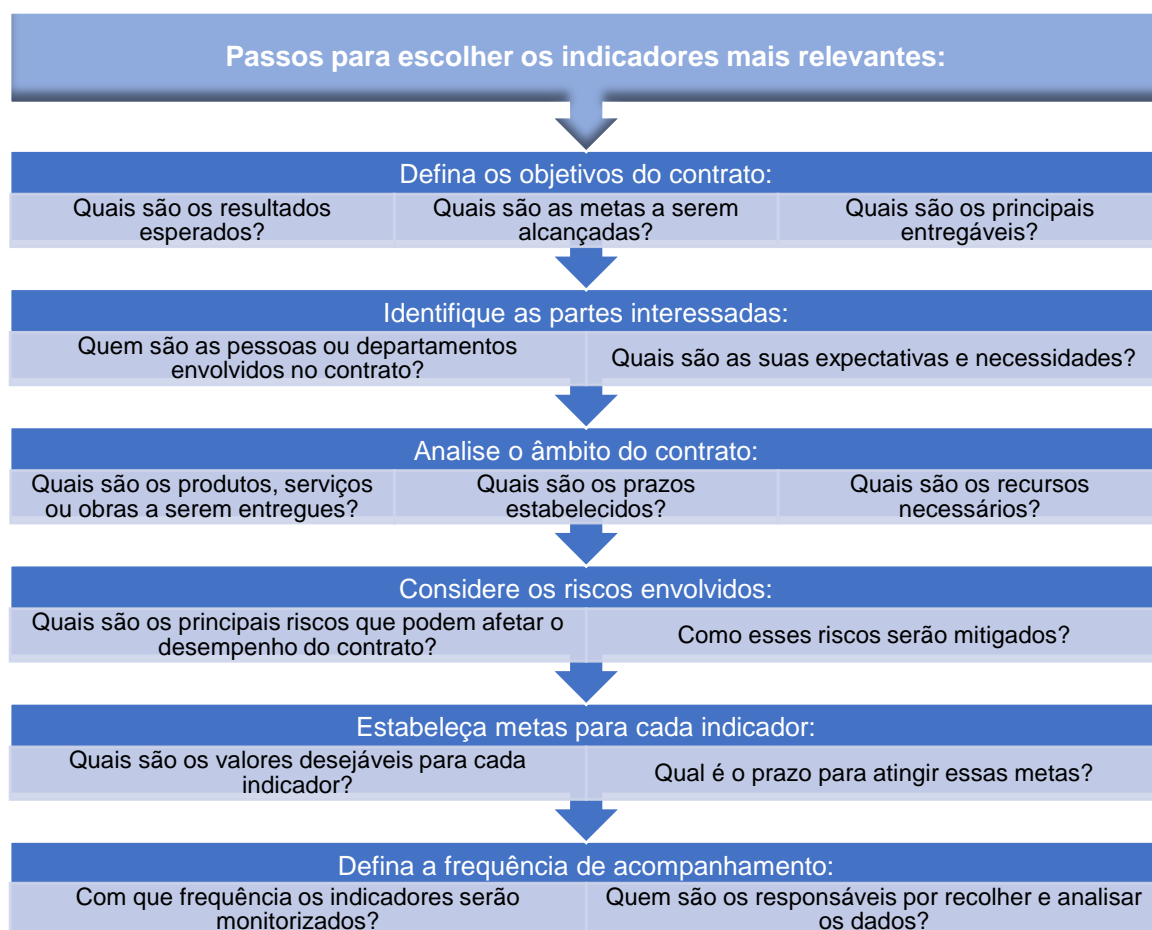 Passos para escolher os indicadores mais relevantes:
Defina os objetivos do contrato:
Quais são os resultados
esperados?
Quais são as metas a serem
alcançadas?
Quais são os principais
entregáveis?
Identifique as partes interessadas:
Quem são as pessoas ou departamentos
envolvidos no contrato?
Quais são as suas expectativas e necessidades?
Analise o âmbito do contrato:
Quais são os produtos, serviços
ou obras a serem entregues?
Quais são os prazos
estabelecidos?
Quais são os recursos
necessários?
Considere os riscos envolvidos:
Quais são os principais riscos que podem afetar o
desempenho do contrato?
Como esses riscos serão mitigados?
Estabeleça metas para cada indicador:
Quais são os valores desejáveis para cada
indicador?
Qual é o prazo para atingir essas metas?
Defina a frequência de acompanhamento:
Com que frequência os indicadores serão
monitorizados?
Quem são os responsáveis por recolher e analisar
os dados?